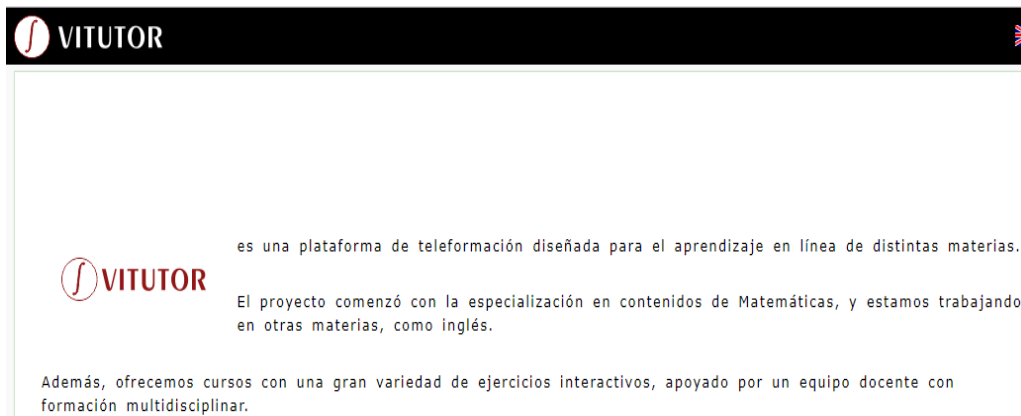 VITUTOR
es una plataforma de teleformación diseñada para el aprendizaje en línea de distintas materias.
VITUTOR
El proyecto comenzó con la especialización en contenidos de Matemáticas, y estamos trabajando
en otras materias, como inglés.
Además, ofrecemos cursos con una gran variedad de ejercicios interactivos, apoyado por un equipo docente con
formación multidisciplinar.